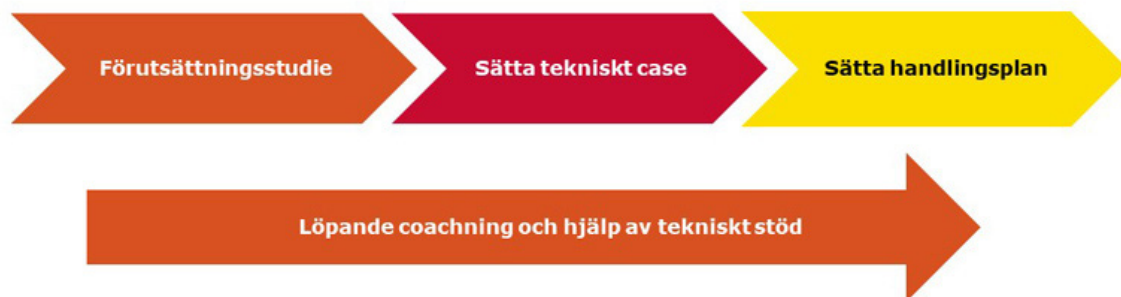 Förutsättningsstudie
Sätta tekniskt case
Sätta handlingsplan
Löpande coachning och hjälp av tekniskt stöd